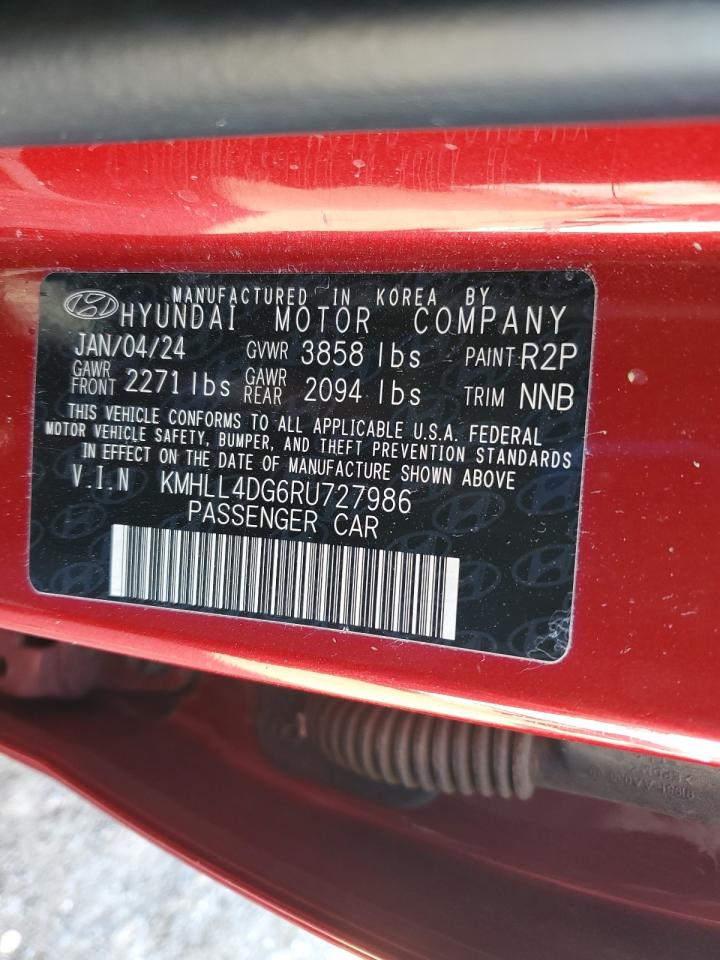 MANUFACTURED IN KOREA BY
HYUNDAI MOTOR COMPANY
JAN/04/24 GVWR 3858 lbs PAINT R2P
GAWR FRONT 2271 lbs GAWR REAR 2094 lbs TRIM NNB
THIS VEHICLE CONFORMS TO ALL APPLICABLE U.S.A. FEDERAL
MOTOR VEHICLE SAFETY, BUMPER, AND THEFT PREVENTION STANDARDS
IN EFFECT ON THE DATE OF MANUFACTURE SHOWN ABOVE
V.I.N KMHLL4DG6RU727986
PASSENGER CAR